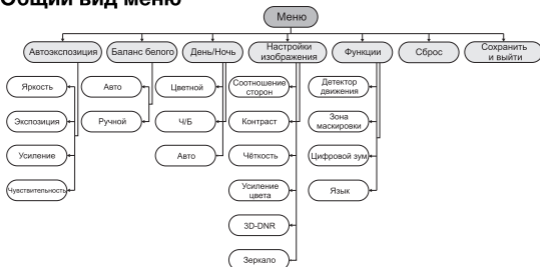 Общий вид меню
Меню
Автоэкспозиция
Баланс белого
День/Ночь
Настройки
изображения
Функции
Сброс
Сохранить
и выйти
Яркость
Экспозиция
Усиление
Чувствительность
Авто
Ручной
Цветной
Ч/Б
Авто
Соотношение
сторон
Контраст
Чёткость
Усиление
цвета
3D-DNR
Зеркало
Детектор
движения
Зона
маскировки
Цифровой зум
Язык